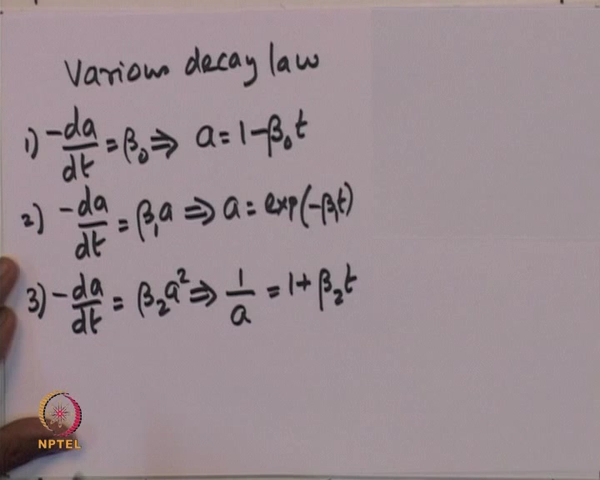 Various decay law
1) -da/dt = β₀ ⇒ a = 1 - β₀t
2) -da/dt = β₁a ⇒ a = exp(-β₁t)
3) -da/dt = β₂a² ⇒ 1/a = 1 + β₂t
NPTEL